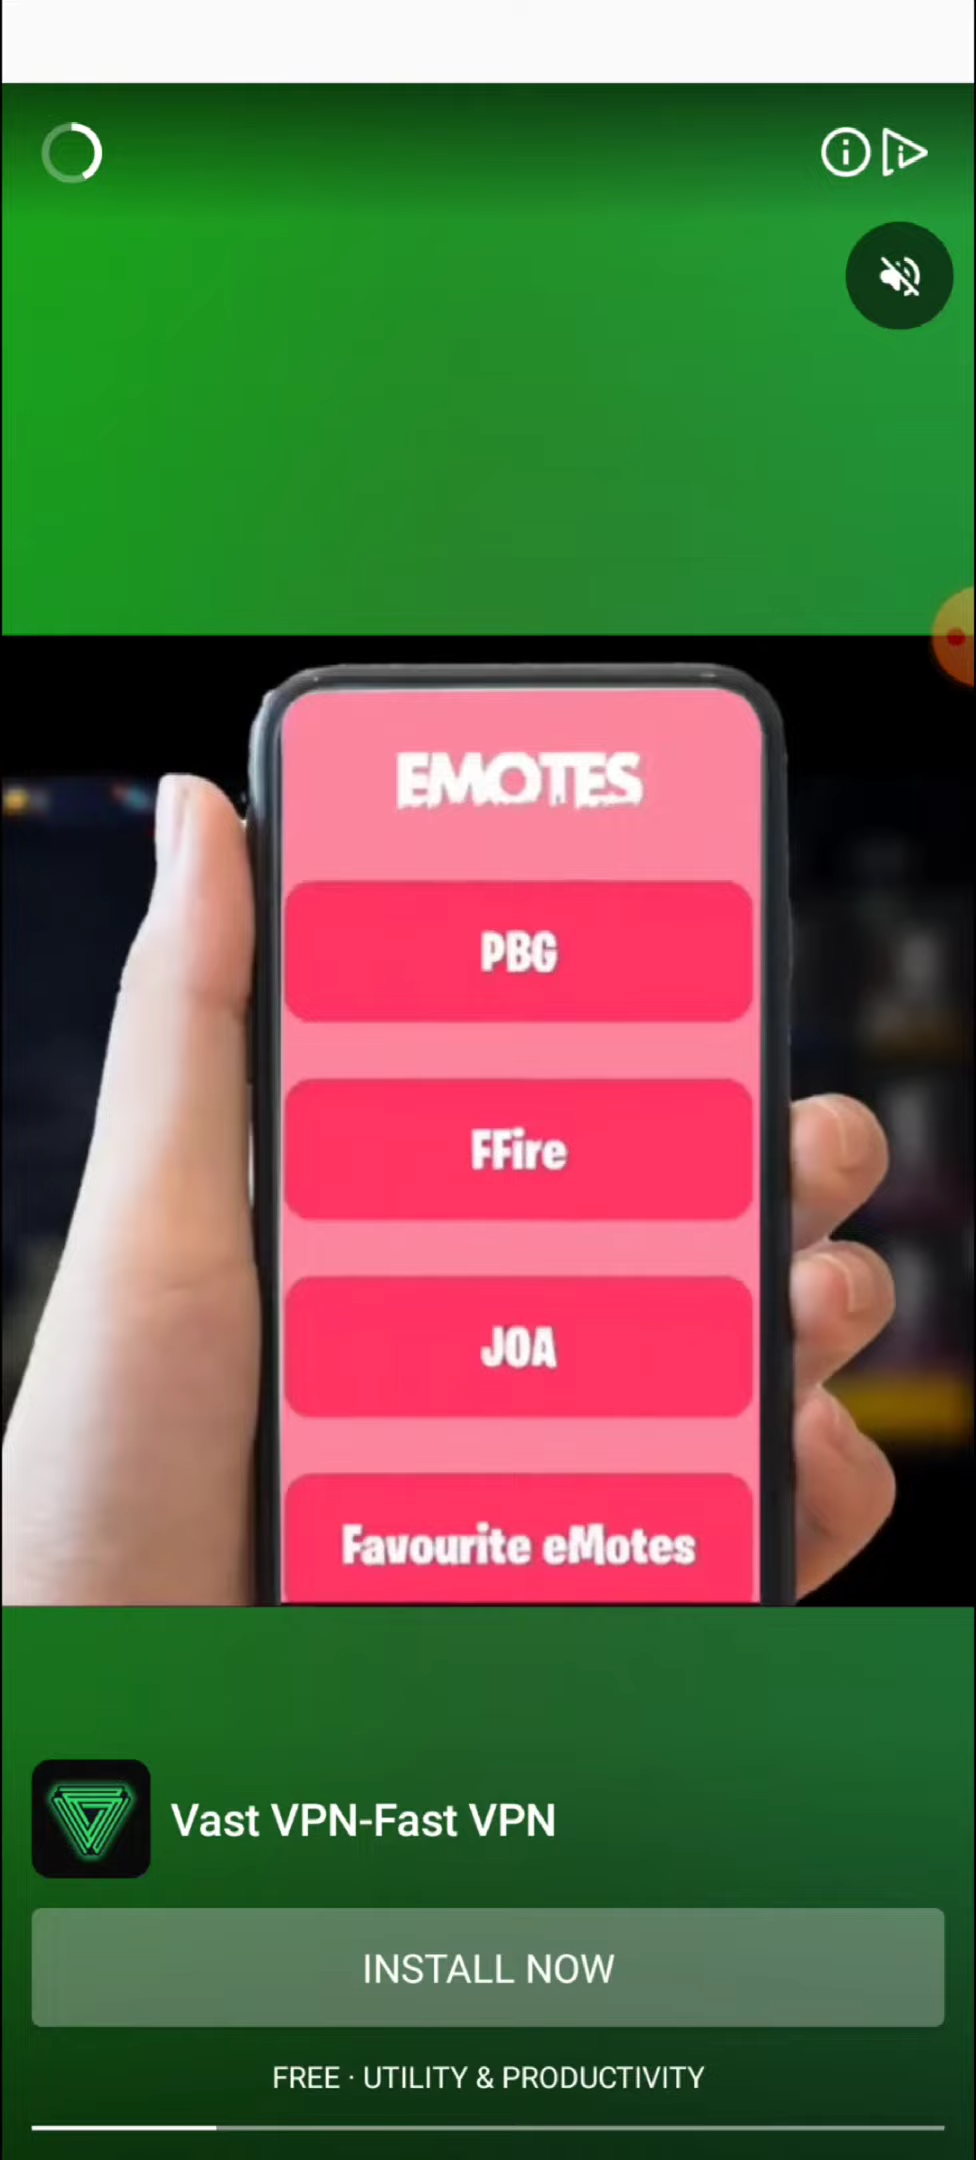 EMOTES
PBG
FFire
JOA
Favourite eMotes
Vast VPN-Fast VPN
INSTALL NOW
FREE · UTILITY & PRODUCTIVITY